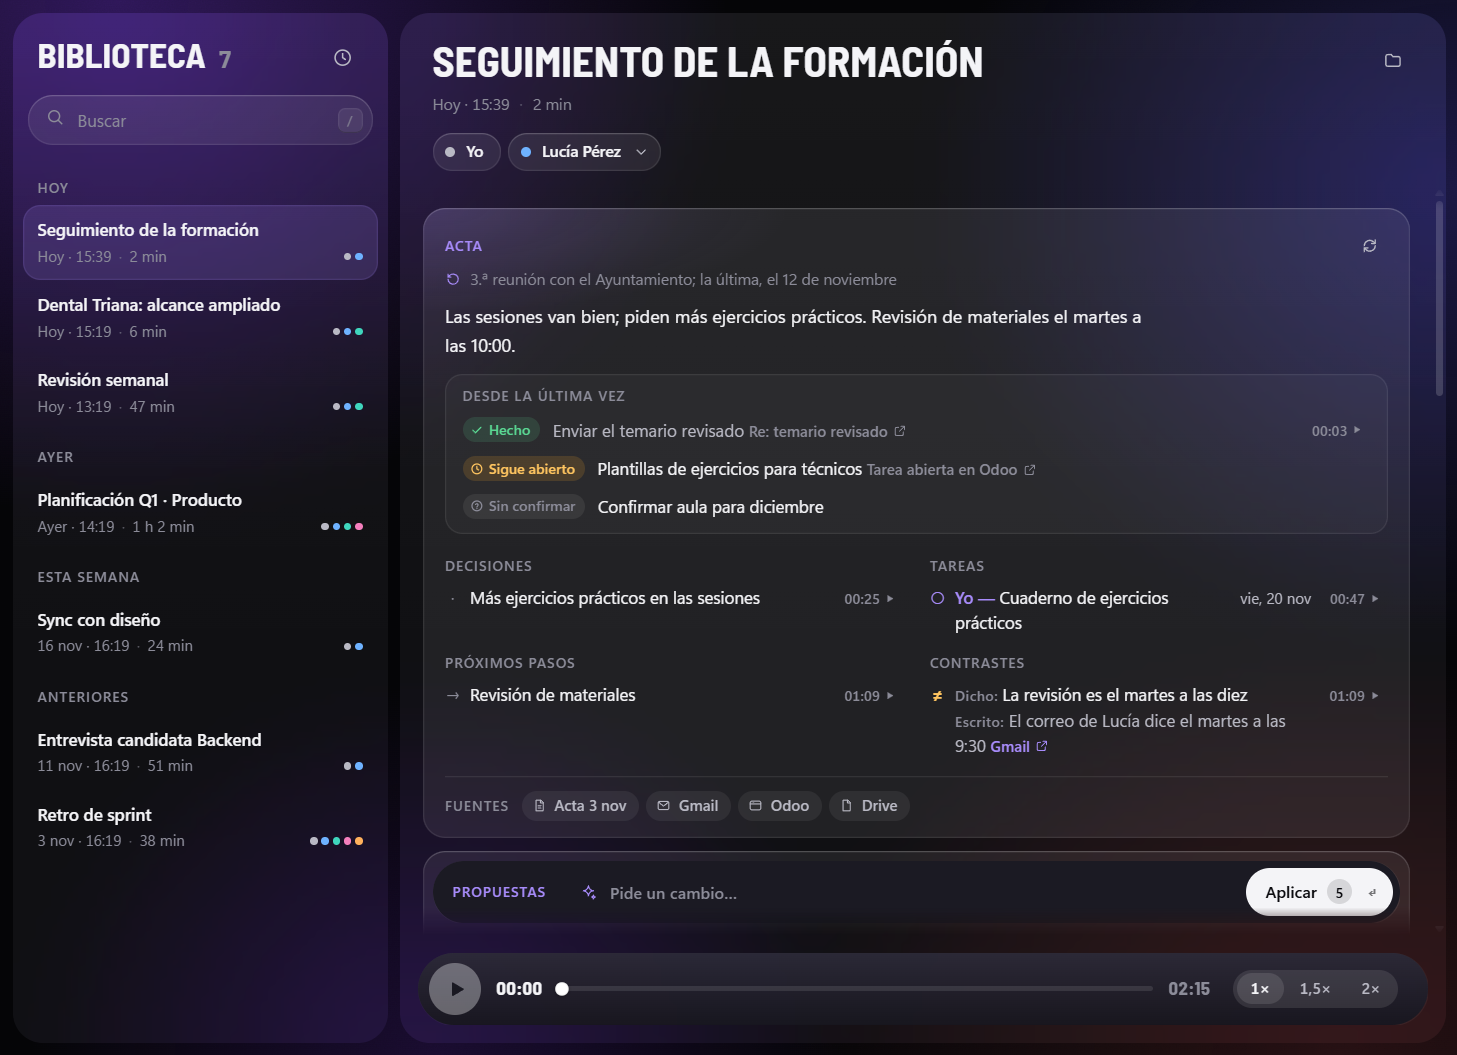 BIBLIOTECA 7
Buscar /
HOY
Seguimiento de la formación
Hoy · 15:39 · 2 min
Dental Triana: alcance ampliado
Hoy · 15:19 · 6 min
Revisión semanal
Hoy · 13:19 · 47 min
AYER
Planificación Q1 · Producto
Ayer · 14:19 · 1 h 2 min
ESTA SEMANA
Sync con diseño
16 nov · 16:19 · 24 min
ANTERIORES
Entrevista candidata Backend
11 nov · 16:19 · 51 min
Retro de sprint
3 nov · 16:19 · 38 min
SEGUIMIENTO DE LA FORMACIÓN
Hoy · 15:39 · 2 min
Yo Lucía Pérez
ACTA
3.ª reunión con el Ayuntamiento; la última, el 12 de noviembre
Las sesiones van bien; piden más ejercicios prácticos. Revisión de materiales el martes a
las 10:00.
DESDE LA ÚLTIMA VEZ
Hecho Enviar el temario revisado Re: temario revisado 00:03
Sigue abierto Plantillas de ejercicios para técnicos Tarea abierta en Odoo
Sin confirmar Confirmar aula para diciembre
DECISIONES
· Más ejercicios prácticos en las sesiones 00:25
TAREAS
Yo — Cuaderno de ejercicios vie, 20 nov 00:47
prácticos
PRÓXIMOS PASOS
→ Revisión de materiales 01:09
CONTRASTES
≠ Dicho: La revisión es el martes a las diez 01:09
Escrito: El correo de Lucía dice el martes a las
9:30 Gmail
FUENTES Acta 3 nov Gmail Odoo Drive
PROPUESTAS Pide un cambio... Aplicar 5
00:00 02:15 1× 1,5× 2×